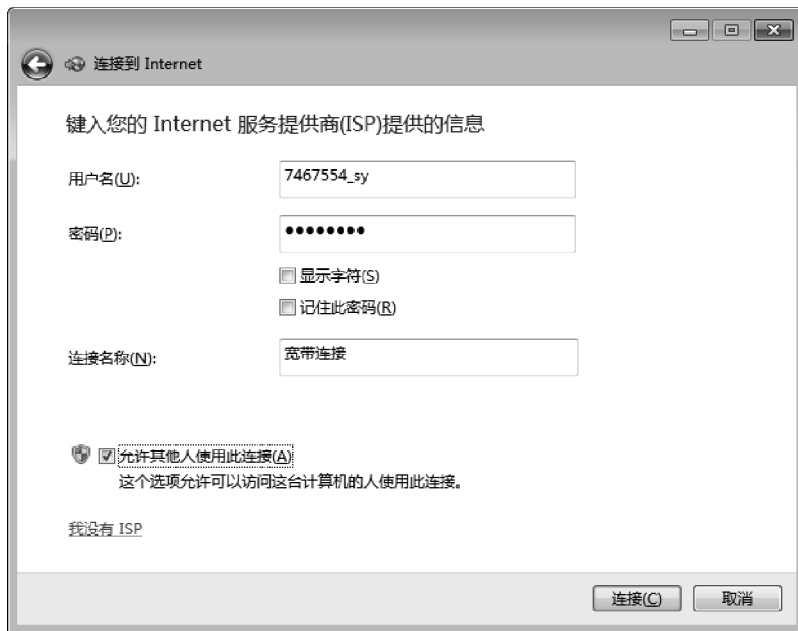 连接到 Internet
键入您的 Internet 服务提供商(ISP)提供的信息
用户名(U):
7467554_sy
密码(P):
●●●●●●●●
显示字符(S)
记住此密码(R)
连接名称(N):
宽带连接
允许其他人使用此连接(A)
这个选项允许可以访问这台计算机的人使用此连接。
我没有 ISP
连接(C)
取消